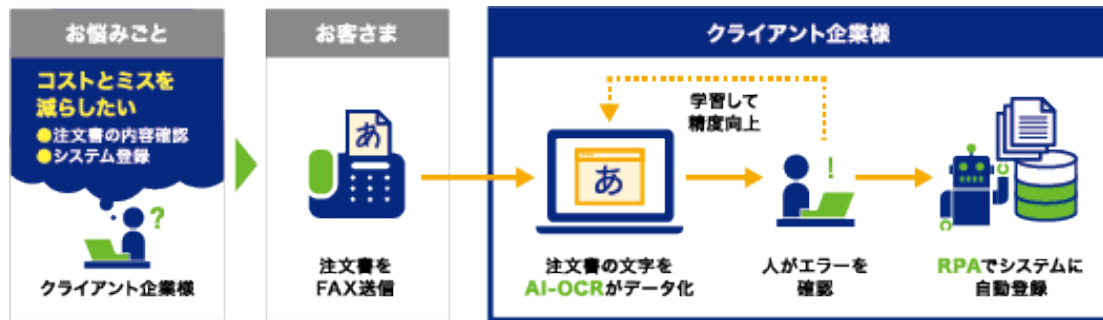 お悩みごと
コストとミスを
減らしたい
●注文書の内容確認
●システム登録
?
クライアント企業様
お客さま
あ
注文書を
FAX送信
クライアント企業様
学習して
精度向上
あ
注文書の文字を
AI-OCRがデータ化
!
人がエラーを
確認
RPAでシステムに
自動登録